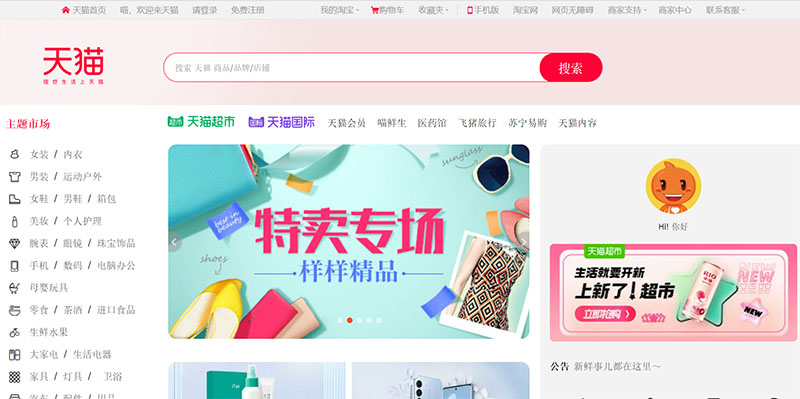 天猫首页 喵，欢迎来天猫 请登录 免费注册 我的淘宝 购物车 收藏夹 手机版 淘宝网 网页无障碍 商家支持 商家中心 联系客服
天猫
理想生活上天猫
搜索 天猫 商品/品牌/店铺
搜索
主题市场
超市 天猫超市 天猫国际 天猫会员 喵鲜生 医药馆 飞猪旅行 苏宁易购 天猫内容
女装 / 内衣
男装 / 运动户外
女鞋 / 男鞋 / 箱包
美妆 / 个人护理
腕表 / 眼镜 / 珠宝饰品
手机 / 数码 / 电脑办公
母婴玩具
零食 / 茶酒 / 进口食品
生鲜水果
大家电 / 生活电器
家具 / 灯具 / 卫浴
sunglass
best in beauty
特卖专场
shoes
样样精品
Hi! 你好
天猫超市
生活就要开新
上新了！超市
立即抢购
RIO
NEW
NEW
公告 新鲜事儿都在这里～